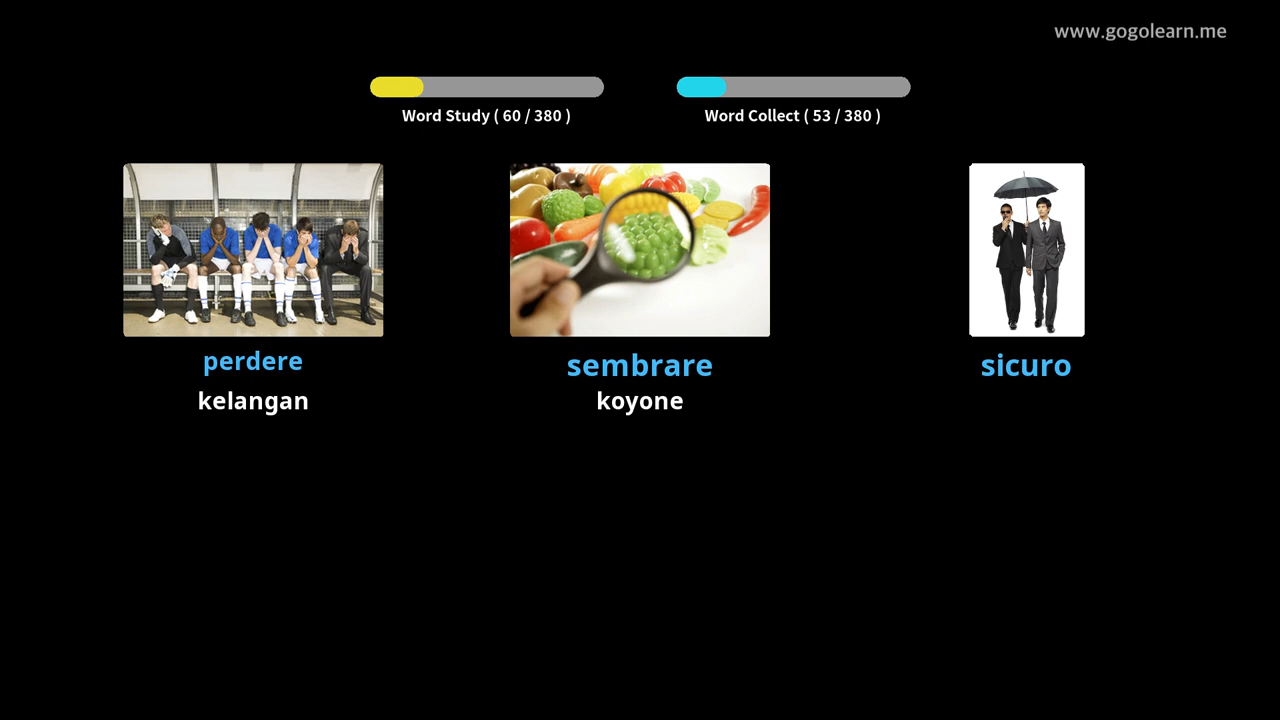 www.gogolearn.me
Word Study ( 60 / 380 )
Word Collect ( 53 / 380 )
perdere
kelangan
sembrare
koyone
sicuro